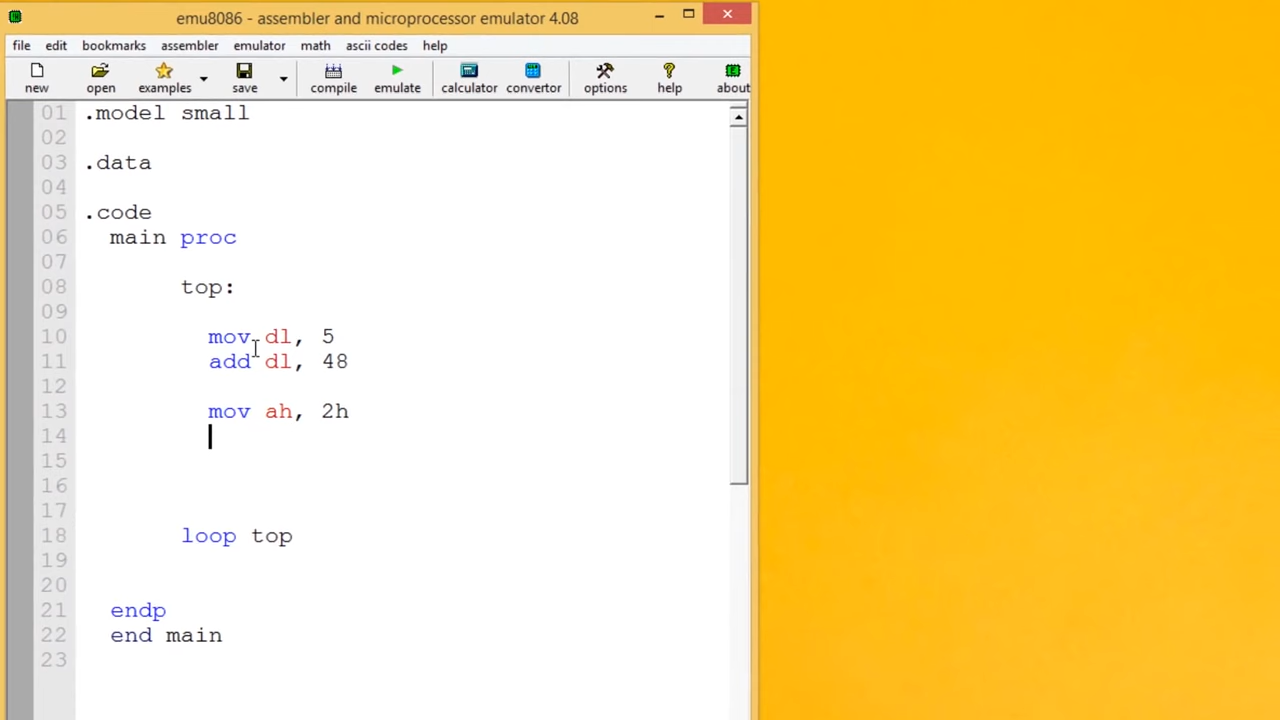 emu8086 - assembler and microprocessor emulator 4.08
file edit bookmarks assembler emulator math ascii codes help
new open examples save compile emulate calculator convertor options help about
01 .model small
02
03 .data
04
05 .code
06 main proc
07
08 top:
09
10 mov dl, 5
11 add dl, 48
12
13 mov ah, 2h
14
15
16
17
18 loop top
19
20
21 endp
22 end main
23